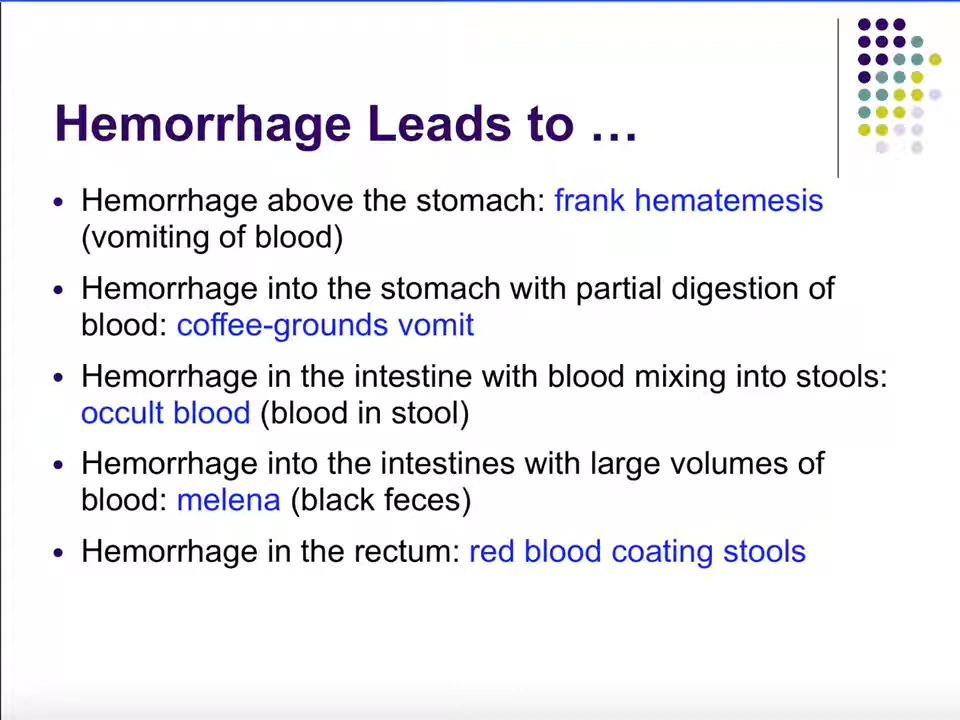 Hemorrhage Leads to …
• Hemorrhage above the stomach: frank hematemesis
(vomiting of blood)
• Hemorrhage into the stomach with partial digestion of
blood: coffee-grounds vomit
• Hemorrhage in the intestine with blood mixing into stools:
occult blood (blood in stool)
• Hemorrhage into the intestines with large volumes of
blood: melena (black feces)
• Hemorrhage in the rectum: red blood coating stools